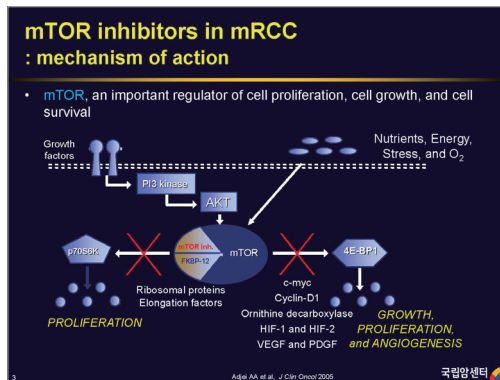 mTOR inhibitors in mRCC
: mechanism of action
• mTOR, an important regulator of cell proliferation, cell growth, and cell
survival
Growth
factors
Nutrients, Energy,
Stress, and O2
PI3 kinase
AKT
p70S6K
mTOR inh.
FKBP-12
mTOR
4E-BP1
Ribosomal proteins
Elongation factors
c-myc
Cyclin-D1
Ornithine decarboxylase
HIF-1 and HIF-2
VEGF and PDGF
PROLIFERATION
GROWTH,
PROLIFERATION,
and ANGIOGENESIS
3
Adjei AA et al, J Clin Oncol 2005
국립암센터